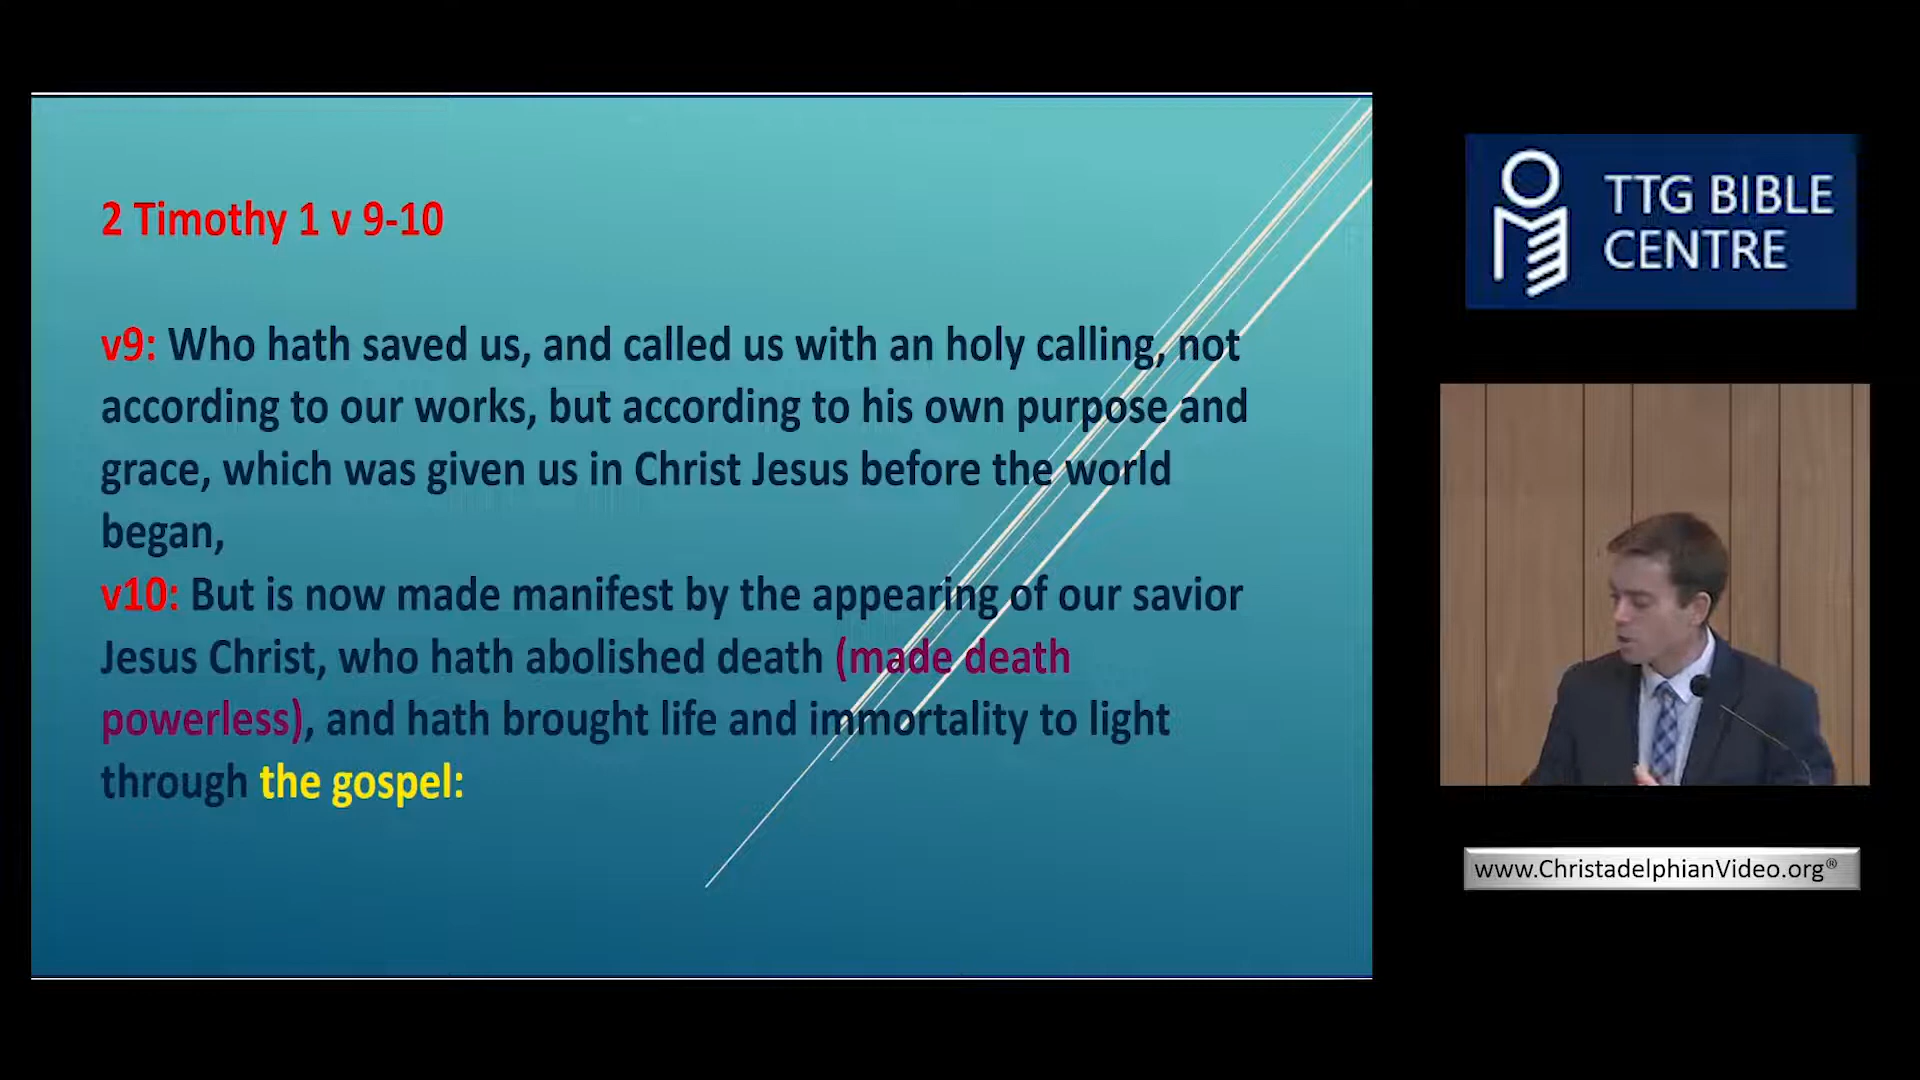 2 Timothy 1 v 9-10
v9: Who hath saved us, and called us with an holy calling, not
according to our works, but according to his own purpose and
grace, which was given us in Christ Jesus before the world
began,
v10: But is now made manifest by the appearing of our savior
Jesus Christ, who hath abolished death (made death
powerless), and hath brought life and immortality to light
through the gospel:
TTG BIBLE
CENTRE
www.ChristadelphianVideo.org®